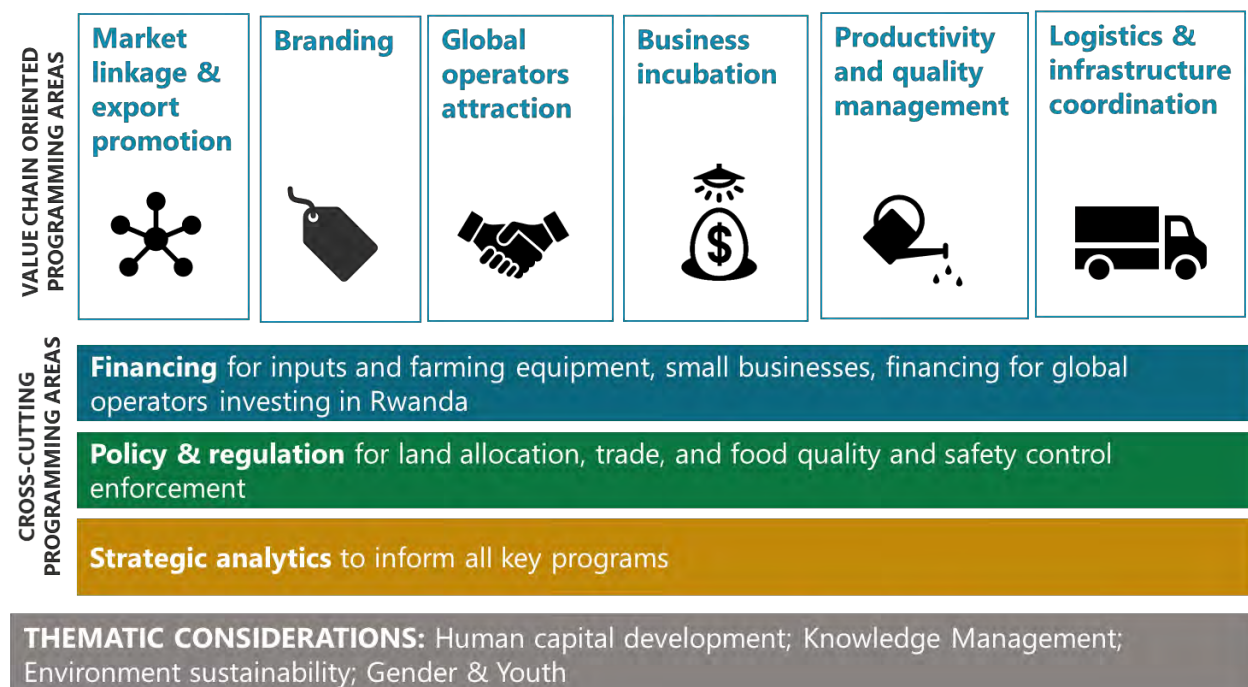 VALUE CHAIN ORIENTED
PROGRAMMING AREAS
Market
linkage &
export
promotion
Branding
Global
operators
attraction
Business
incubation
$
Productivity
and quality
management
Logistics &
infrastructure
coordination
CROSS-CUTTING
PROGRAMMING AREAS
Financing for inputs and farming equipment, small businesses, financing for global
operators investing in Rwanda
Policy & regulation for land allocation, trade, and food quality and safety control
enforcement
Strategic analytics to inform all key programs
THEMATIC CONSIDERATIONS: Human capital development; Knowledge Management;
Environment sustainability; Gender & Youth